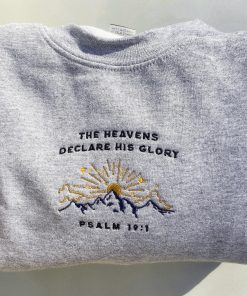 THE HEAVENS
DECLARE HIS GLORY
PSALM 19:1